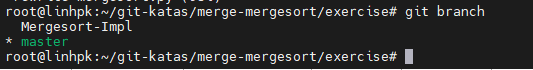 root@linhpk:~/git-katas/merge-mergesort/exercise# git branch
  Mergesort-Impl
* master
root@linhpk:~/git-katas/merge-mergesort/exercise#